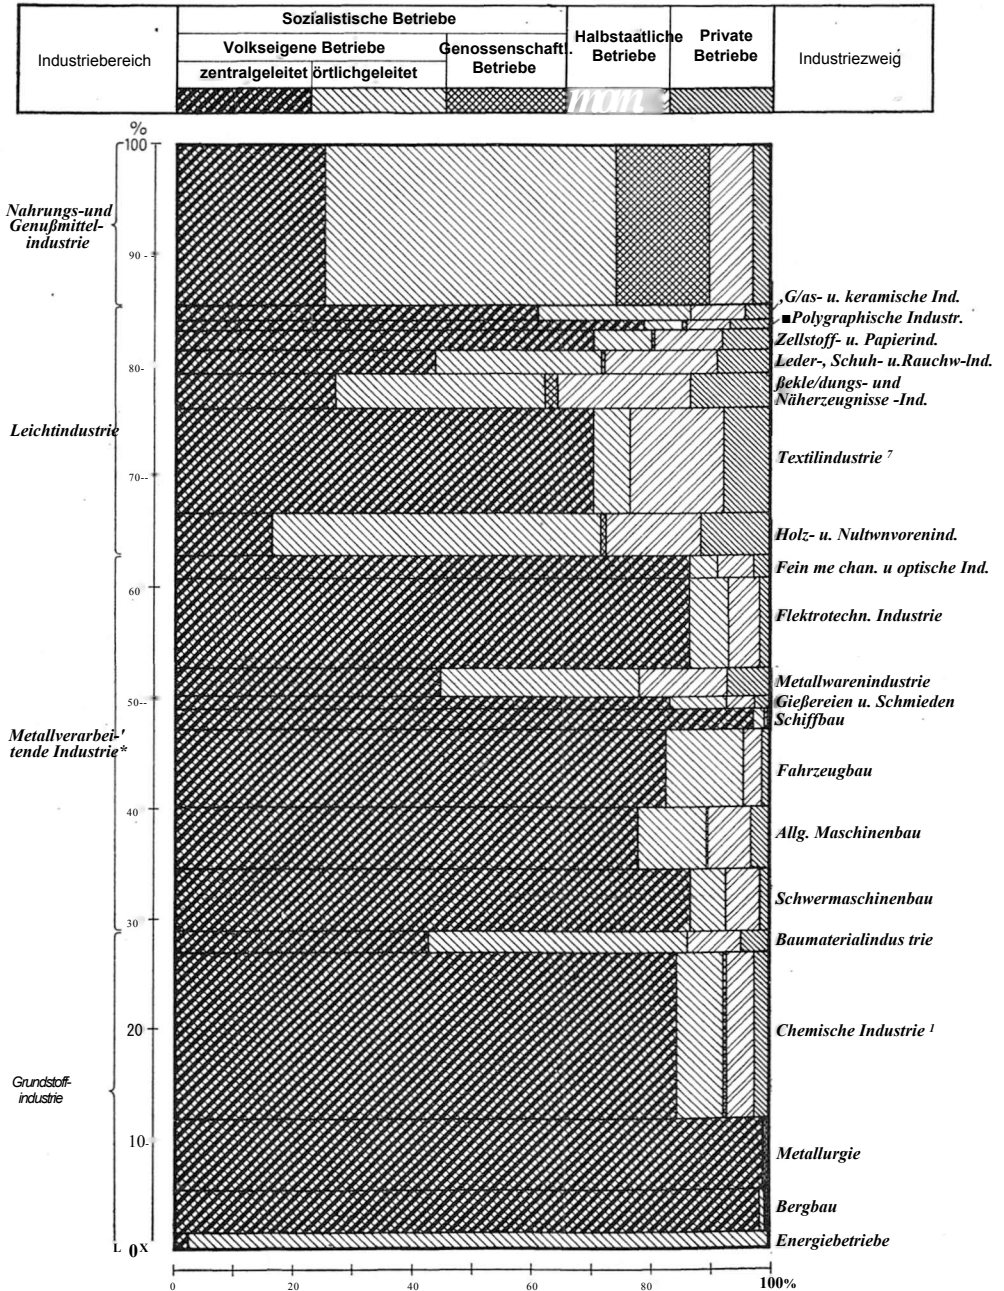 Sozialistische Betriebe
Volkseigene Betriebe
zentralgeleitet örtlichgeleitet
Genossenschaftl.
Betriebe
Halbstaatliche
Betriebe
Private
Betriebe
Industriebereich
Industriezweig
%
100
90
80
70
60
50
40
30
20
10
0
Nahrungs-und
Genußmittel-
industrie
Leichtindustrie
Metallverarbei-'
tende Industrie*
Grundstoff-
industrie
L
X
,G/as- u. keramische Ind.
■Polygraphische Industr.
Zellstoff- u. Papierind.
Leder-, Schuh- u.Rauchw-lnd.
ßekle/dungs- und
Näherzeugnisse -Ind.
Textilindustrie 7
Holz- u. Nultwnvorenind.
Fein me chan. u optische Ind.
Flektrotechn. Industrie
Metallwarenindustrie
Gießereien u. Schmieden
Schiffbau
Fahrzeugbau
Allg. Maschinenbau
Schwermaschinenbau
Baumaterialindus trie
Chemische Industrie 1
Metallurgie
Bergbau
Energiebetriebe
0 20 40 60 80 100%